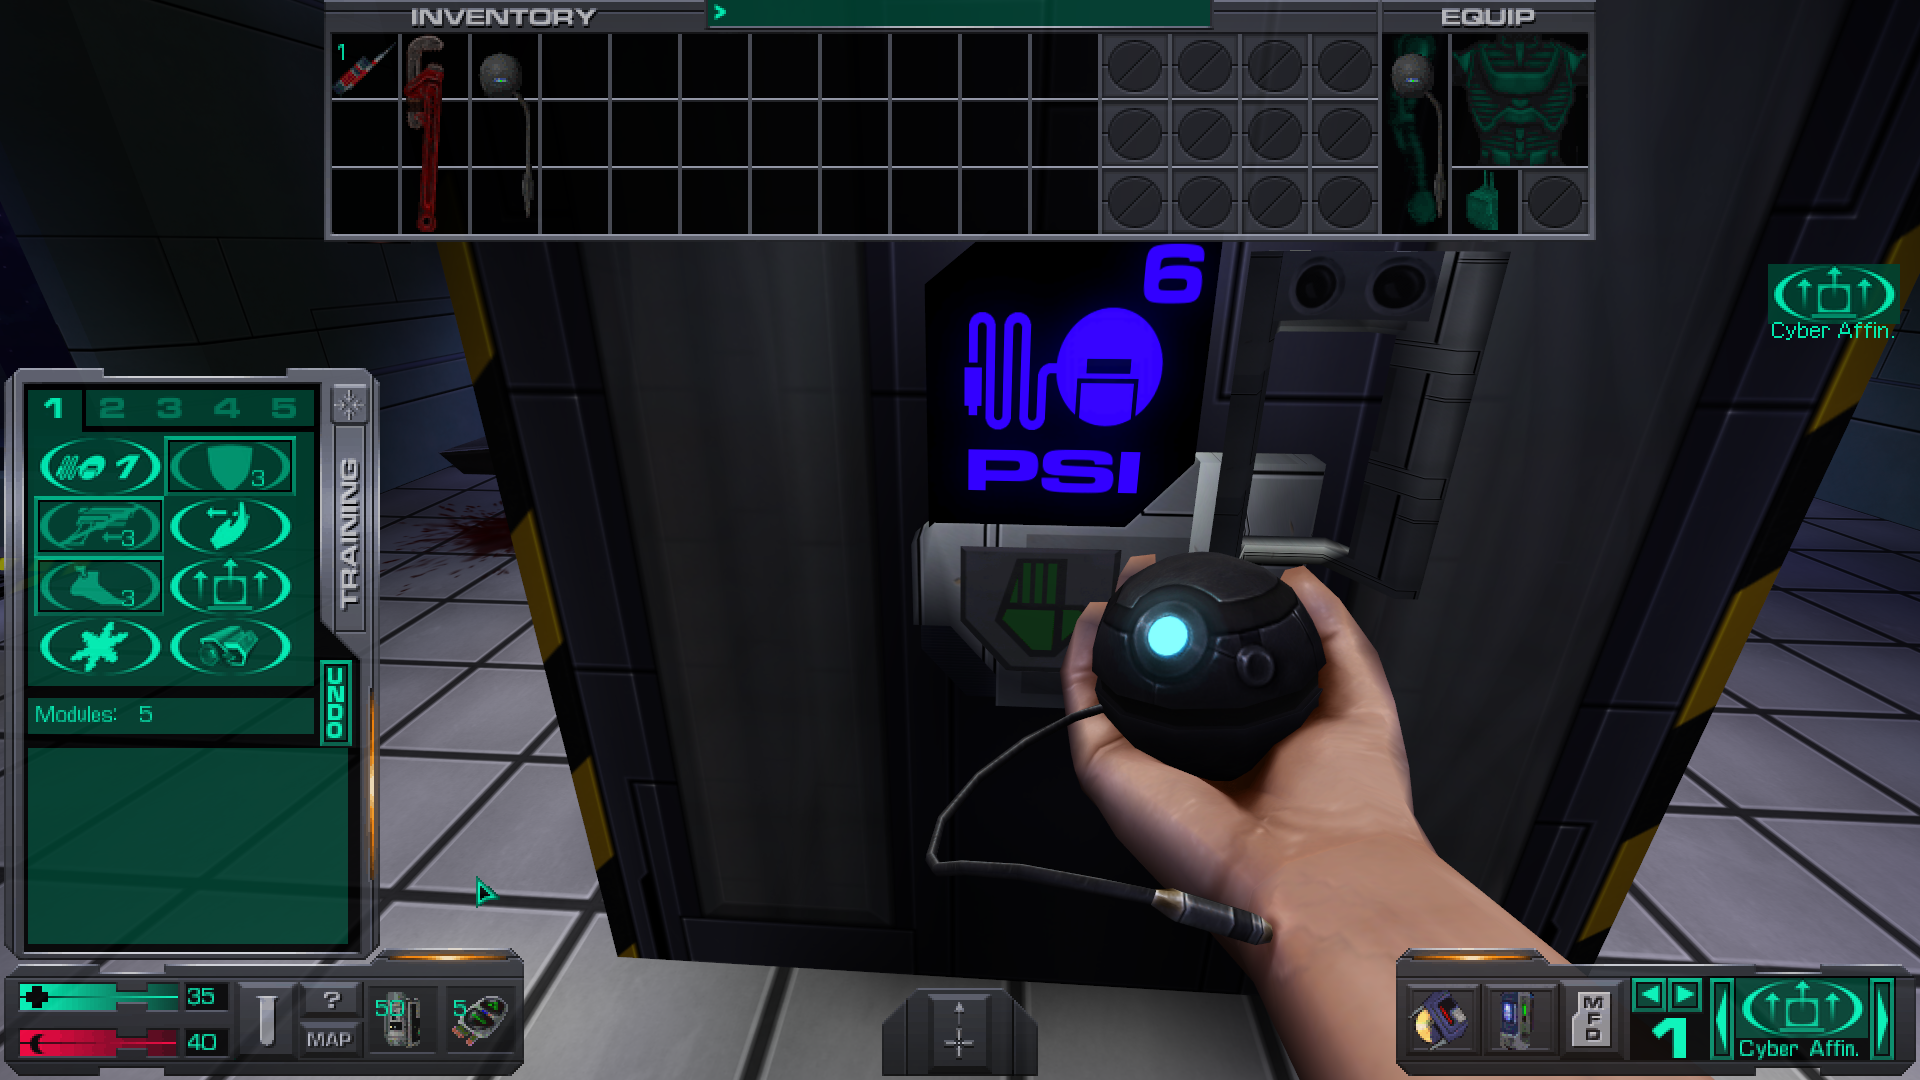 INVENTORY
>
EQUIP
1
6
PSI
Cyber Affin.
1 2 3 4 5
1
3
3
3
TRAINING
Modules: 5
UNDO
35
40
?
MAP
50
5
MFD
1
Cyber Affin.